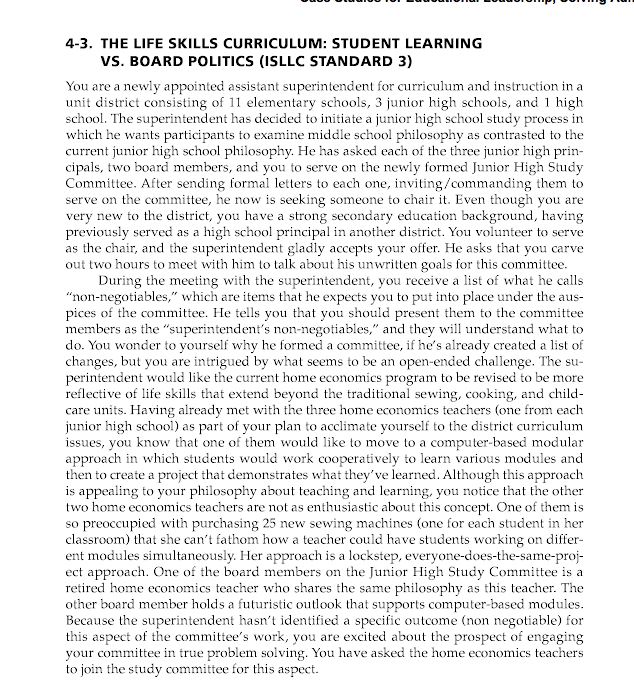 4-3. THE LIFE SKILLS CURRICULUM: STUDENT LEARNING
VS. BOARD POLITICS (ISLLC STANDARD 3)
You are a newly appointed assistant superintendent for curriculum and instruction in a
unit district consisting of 11 elementary schools, 3 junior high schools, and 1 high
school. The superintendent has decided to initiate a junior high school study process in
which he wants participants to examine middle school philosophy as contrasted to the
current junior high school philosophy. He has asked each of the three junior high prin-
cipals, two board members, and you to serve on the newly formed Junior High Study
Committee. After sending formal letters to each one, inviting/commanding them to
serve on the committee, he now is seeking someone to chair it. Even though you are
very new to the district, you have a strong secondary education background, having
previously served as a high school principal in another district. You volunteer to serve
as the chair, and the superintendent gladly accepts your offer. He asks that you carve
out two hours to meet with him to talk about his unwritten goals for this committee.
During the meeting with the superintendent, you receive a list of what he calls
“non-negotiables,” which are items that he expects you to put into place under the aus-
pices of the committee. He tells you that you should present them to the committee
members as the “superintendent’s non-negotiables,” and they will understand what to
do. You wonder to yourself why he formed a committee, if he’s already created a list of
changes, but you are intrigued by what seems to be an open-ended challenge. The su-
perintendent would like the current home economics program to be revised to be more
reflective of life skills that extend beyond the traditional sewing, cooking, and child-
care units. Having already met with the three home economics teachers (one from each
junior high school) as part of your plan to acclimate yourself to the district curriculum
issues, you know that one of them would like to move to a computer-based modular
approach in which students would work cooperatively to learn various modules and
then to create a project that demonstrates what they’ve learned. Although this approach
is appealing to your philosophy about teaching and learning, you notice that the other
two home economics teachers are not as enthusiastic about this concept. One of them is
so preoccupied with purchasing 25 new sewing machines (one for each student in her
classroom) that she can’t fathom how a teacher could have students working on differ-
ent modules simultaneously. Her approach is a lockstep, everyone-does-the-same-proj-
ect approach. One of the board members on the Junior High Study Committee is a
retired home economics teacher who shares the same philosophy as this teacher. The
other board member holds a futuristic outlook that supports computer-based modules.
Because the superintendent hasn’t identified a specific outcome (non negotiable) for
this aspect of the committee’s work, you are excited about the prospect of engaging
your committee in true problem solving. You have asked the home economics teachers
to join the study committee for this aspect.